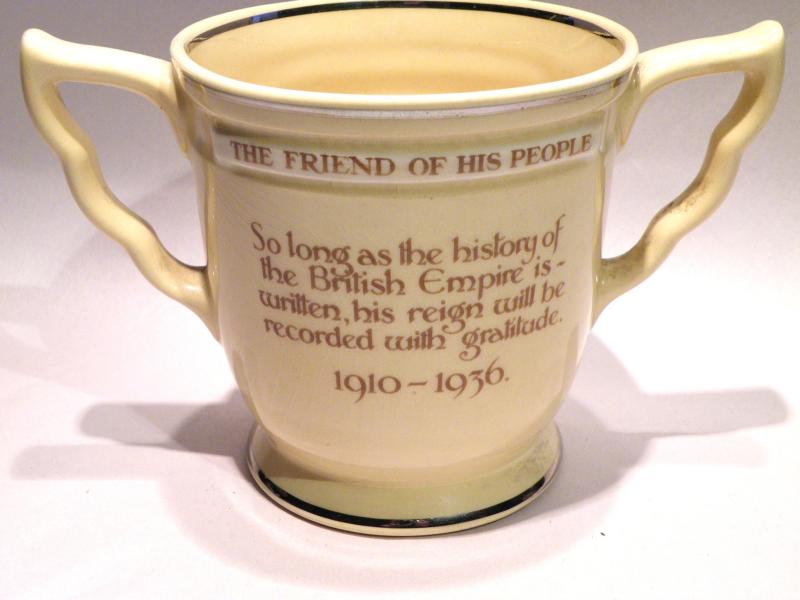 THE FRIEND OF HIS PEOPLE
So long as the history of
the British Empire is -
written, his reign will be
recorded with gratitude.
1910 - 1936.